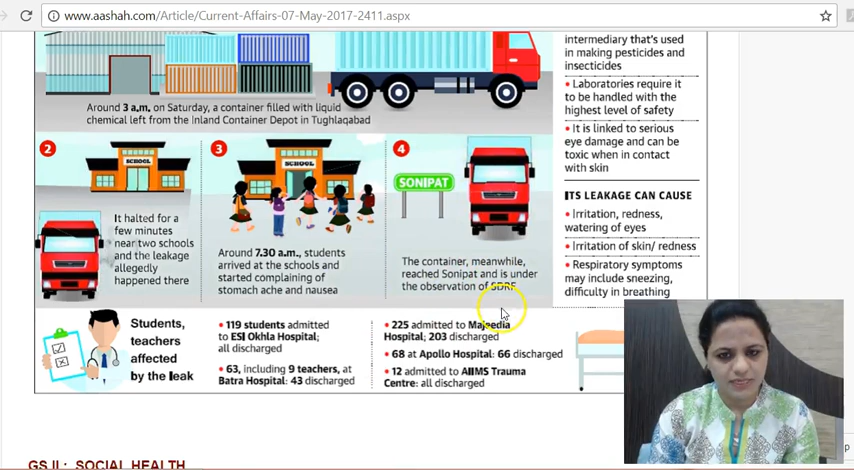 www.aashah.com/Article/Current-Affairs-07-May-2017-2411.aspx
Around 3 a.m. on Saturday, a container filled with liquid
chemical left from the Inland Container Depot in Tughlaqabad
2
SCHOOL
It halted for a
few minutes
near two schools
and the leakage
allegedly
happened there
3
SCHOOL
Around 7.30 a.m., students
arrived at the schools and
started complaining of
stomach ache and nausea
4
SONIPAT
The container, meanwhile,
reached Sonipat and is under
the observation of SDRF
intermediary that's used
in making pesticides and
insecticides
• Laboratories require it
to be handled with the
highest level of safety
• It is linked to serious
eye damage and can be
toxic when in contact
with skin
ITS LEAKAGE CAN CAUSE
• Irritation, redness,
watering of eyes
• Irritation of skin/ redness
• Respiratory symptoms
may include sneezing,
difficulty in breathing
Students,
teachers
affected
by the leak
• 119 students admitted
to ESI Okhla Hospital;
all discharged
• 63, including 9 teachers, at
Batra Hospital: 43 discharged
• 225 admitted to Majeedia
Hospital; 203 discharged
• 68 at Apollo Hospital: 66 discharged
• 12 admitted to AIIMS Trauma
Centre: all discharged
GS II : SOCIAL HEALTH